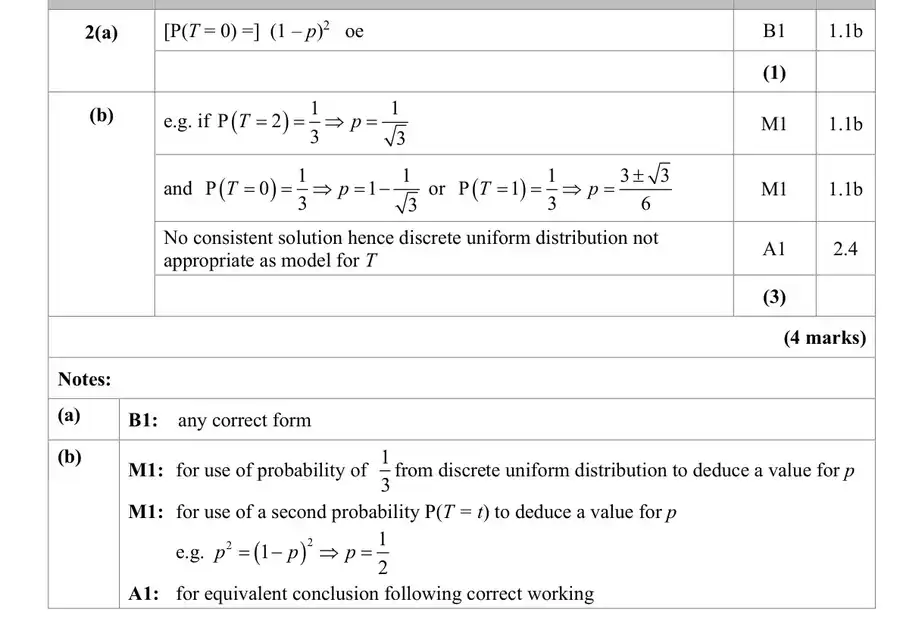 2(a) [P(T = 0) =] (1 – p)² oe B1 1.1b
(1)
(b) e.g. if P(T = 2) = 1/3 ⇒ p = 1/√3 M1 1.1b
and P(T = 0) = 1/3 ⇒ p = 1 − 1/√3 or P(T = 1) = 1/3 ⇒ p = (3 ± √3)/6 M1 1.1b
No consistent solution hence discrete uniform distribution not
appropriate as model for T A1 2.4
(3)
(4 marks)
Notes:
(a) B1: any correct form
(b) M1: for use of probability of 1/3 from discrete uniform distribution to deduce a value for p
M1: for use of a second probability P(T = t) to deduce a value for p
e.g. p² = (1 − p)² ⇒ p = 1/2
A1: for equivalent conclusion following correct working